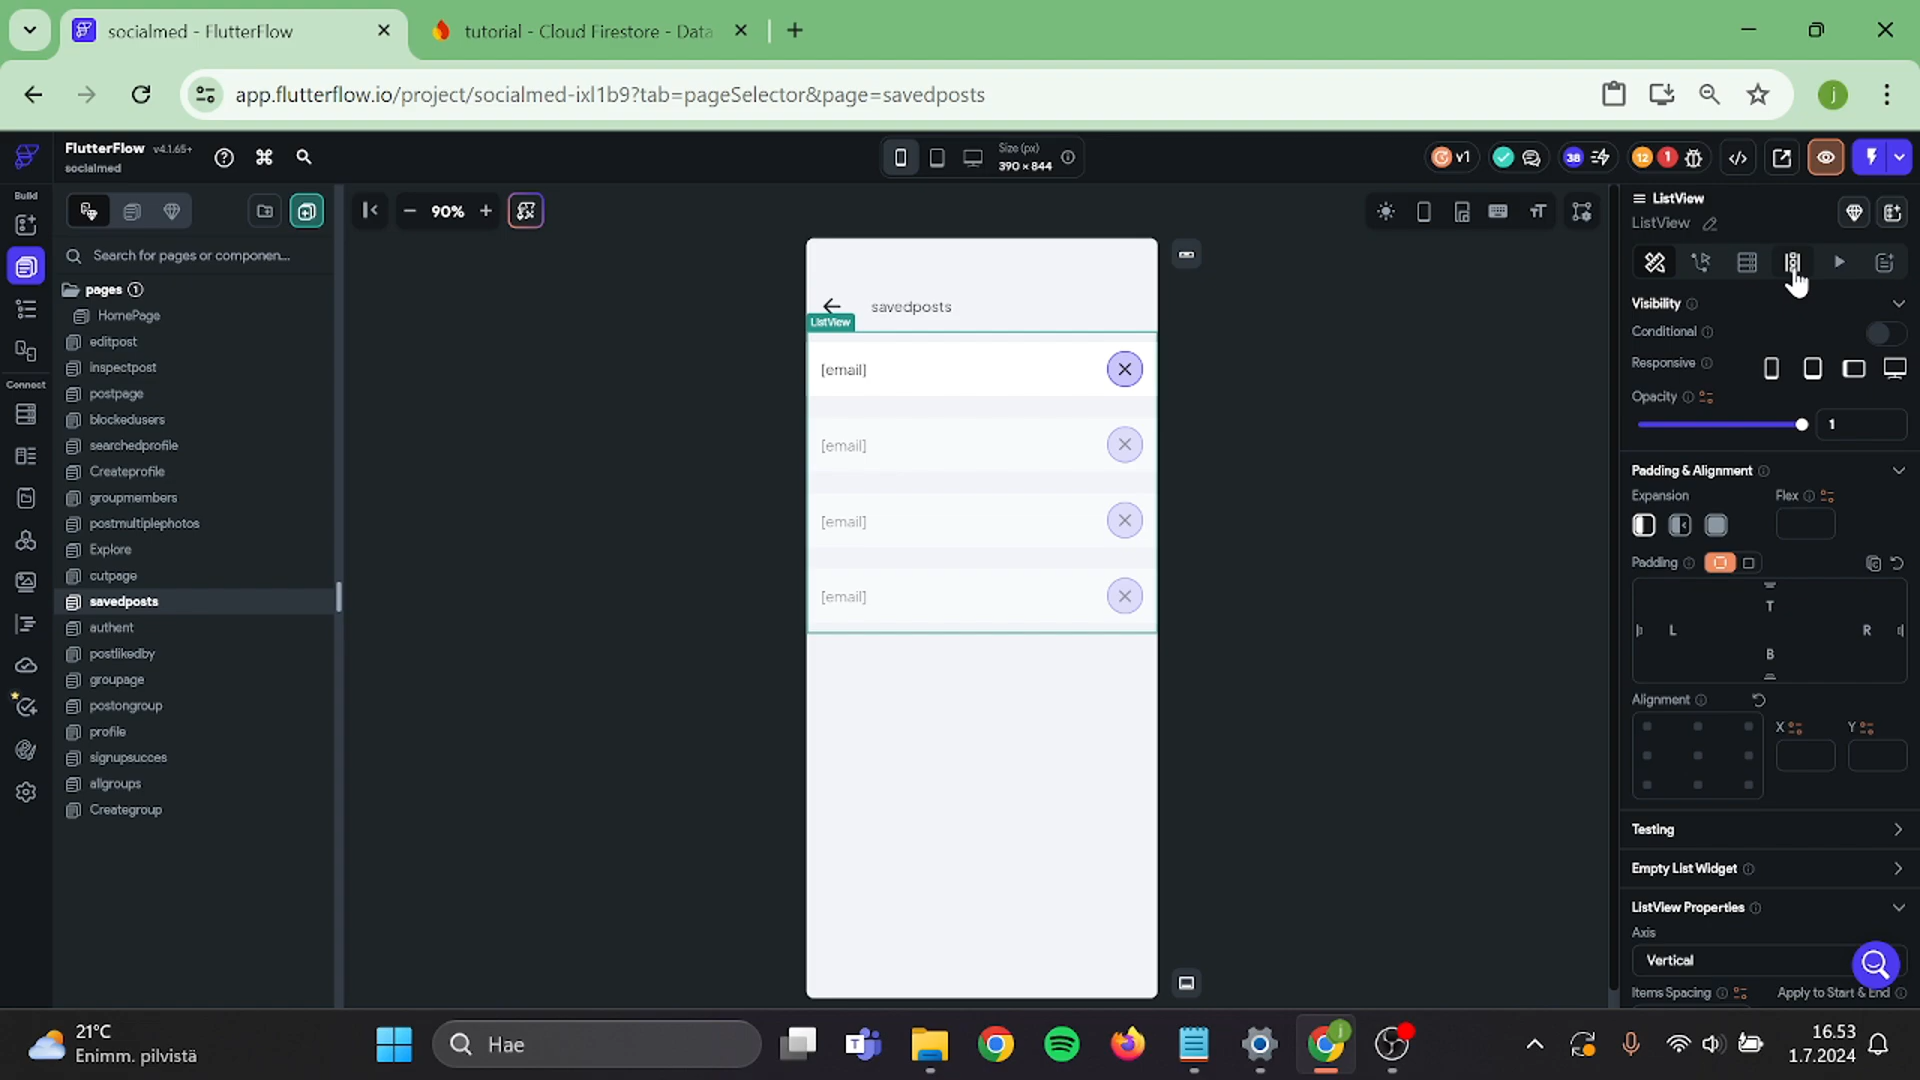 socialmed - FlutterFlow
tutorial - Cloud Firestore - Data
app.flutterflow.io/project/socialmed-ixl1b9?tab=pageSelector&page=savedposts
j
FlutterFlow v4.1.65+
socialmed
Size (px)
390 × 844
v1
38
12
1
Build
Connect
Search for pages or componen...
pages
HomePage
editpost
inspectpost
postpage
blockedusers
searchedprofile
Createprofile
groupmembers
postmultiplephotos
Explore
cutpage
savedposts
authent
postlikedby
groupage
postongroup
profile
signupsucces
allgroups
Creategroup
90%
savedposts
ListView
[email]
[email]
[email]
[email]
ListView
ListView
Visibility
Conditional
Responsive
Opacity
1
Padding & Alignment
Expansion
Flex
Padding
T
L
R
B
Alignment
X
Y
Testing
Empty List Widget
ListView Properties
Axis
Vertical
Items Spacing
Apply to Start & End
21°C
Enimm. pilvistä
Hae
j
16.53
1.7.2024